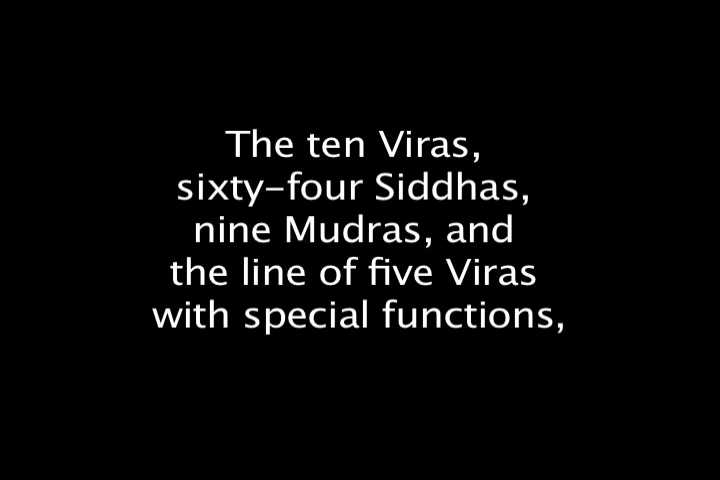 The ten Viras,
sixty-four Siddhas,
nine Mudras, and
the line of five Viras
with special functions,